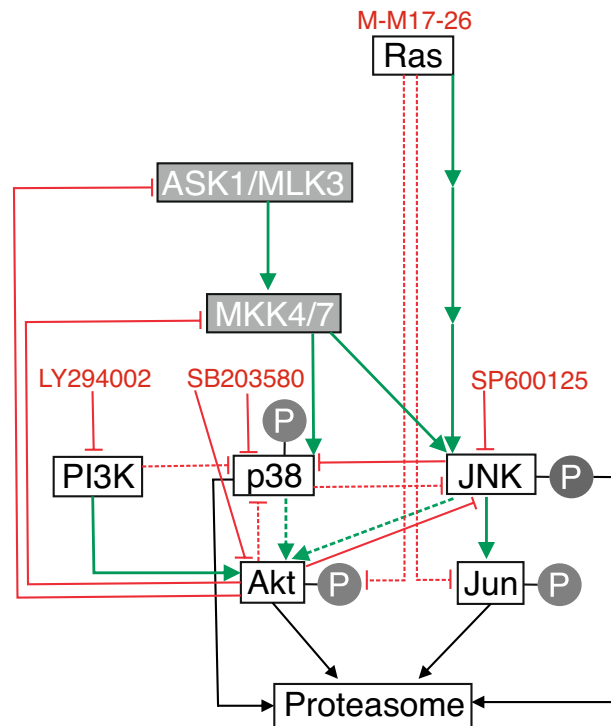 M-M17-26
Ras
ASK1/MLK3
MKK4/7
LY294002
SB203580
SP600125
P
PI3K
p38
JNK
P
Akt
P
Jun
P
Proteasome